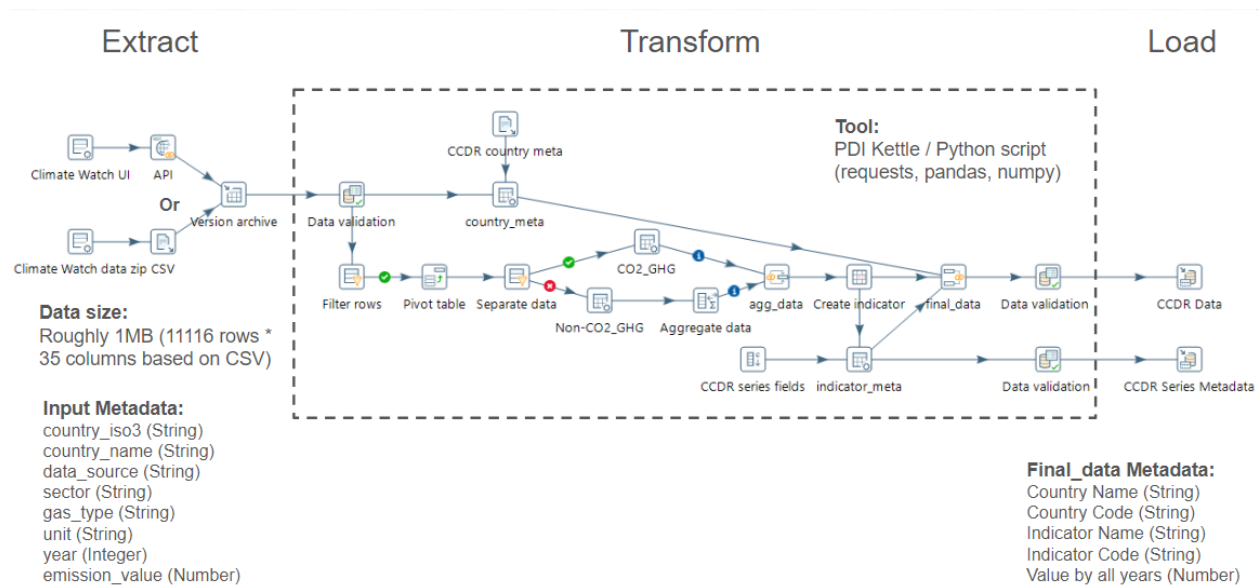 Extract
Transform
Load
Climate Watch UI
API
Or
Climate Watch data zip CSV
Version archive
Data validation
CCDR country meta
country_meta
Tool:
PDI Kettle / Python script
(requests, pandas, numpy)
Filter rows
Pivot table
Separate data
CO2_GHG
Non-CO2_GHG
Aggregate data
agg_data
Create indicator
final_data
Data validation
CCDR Data
CCDR series fields
indicator_meta
Data validation
CCDR Series Metadata
Data size:
Roughly 1MB (11116 rows *
35 columns based on CSV)
Input Metadata:
country_iso3 (String)
country_name (String)
data_source (String)
sector (String)
gas_type (String)
unit (String)
year (Integer)
emission_value (Number)
Final_data Metadata:
Country Name (String)
Country Code (String)
Indicator Name (String)
Indicator Code (String)
Value by all years (Number)